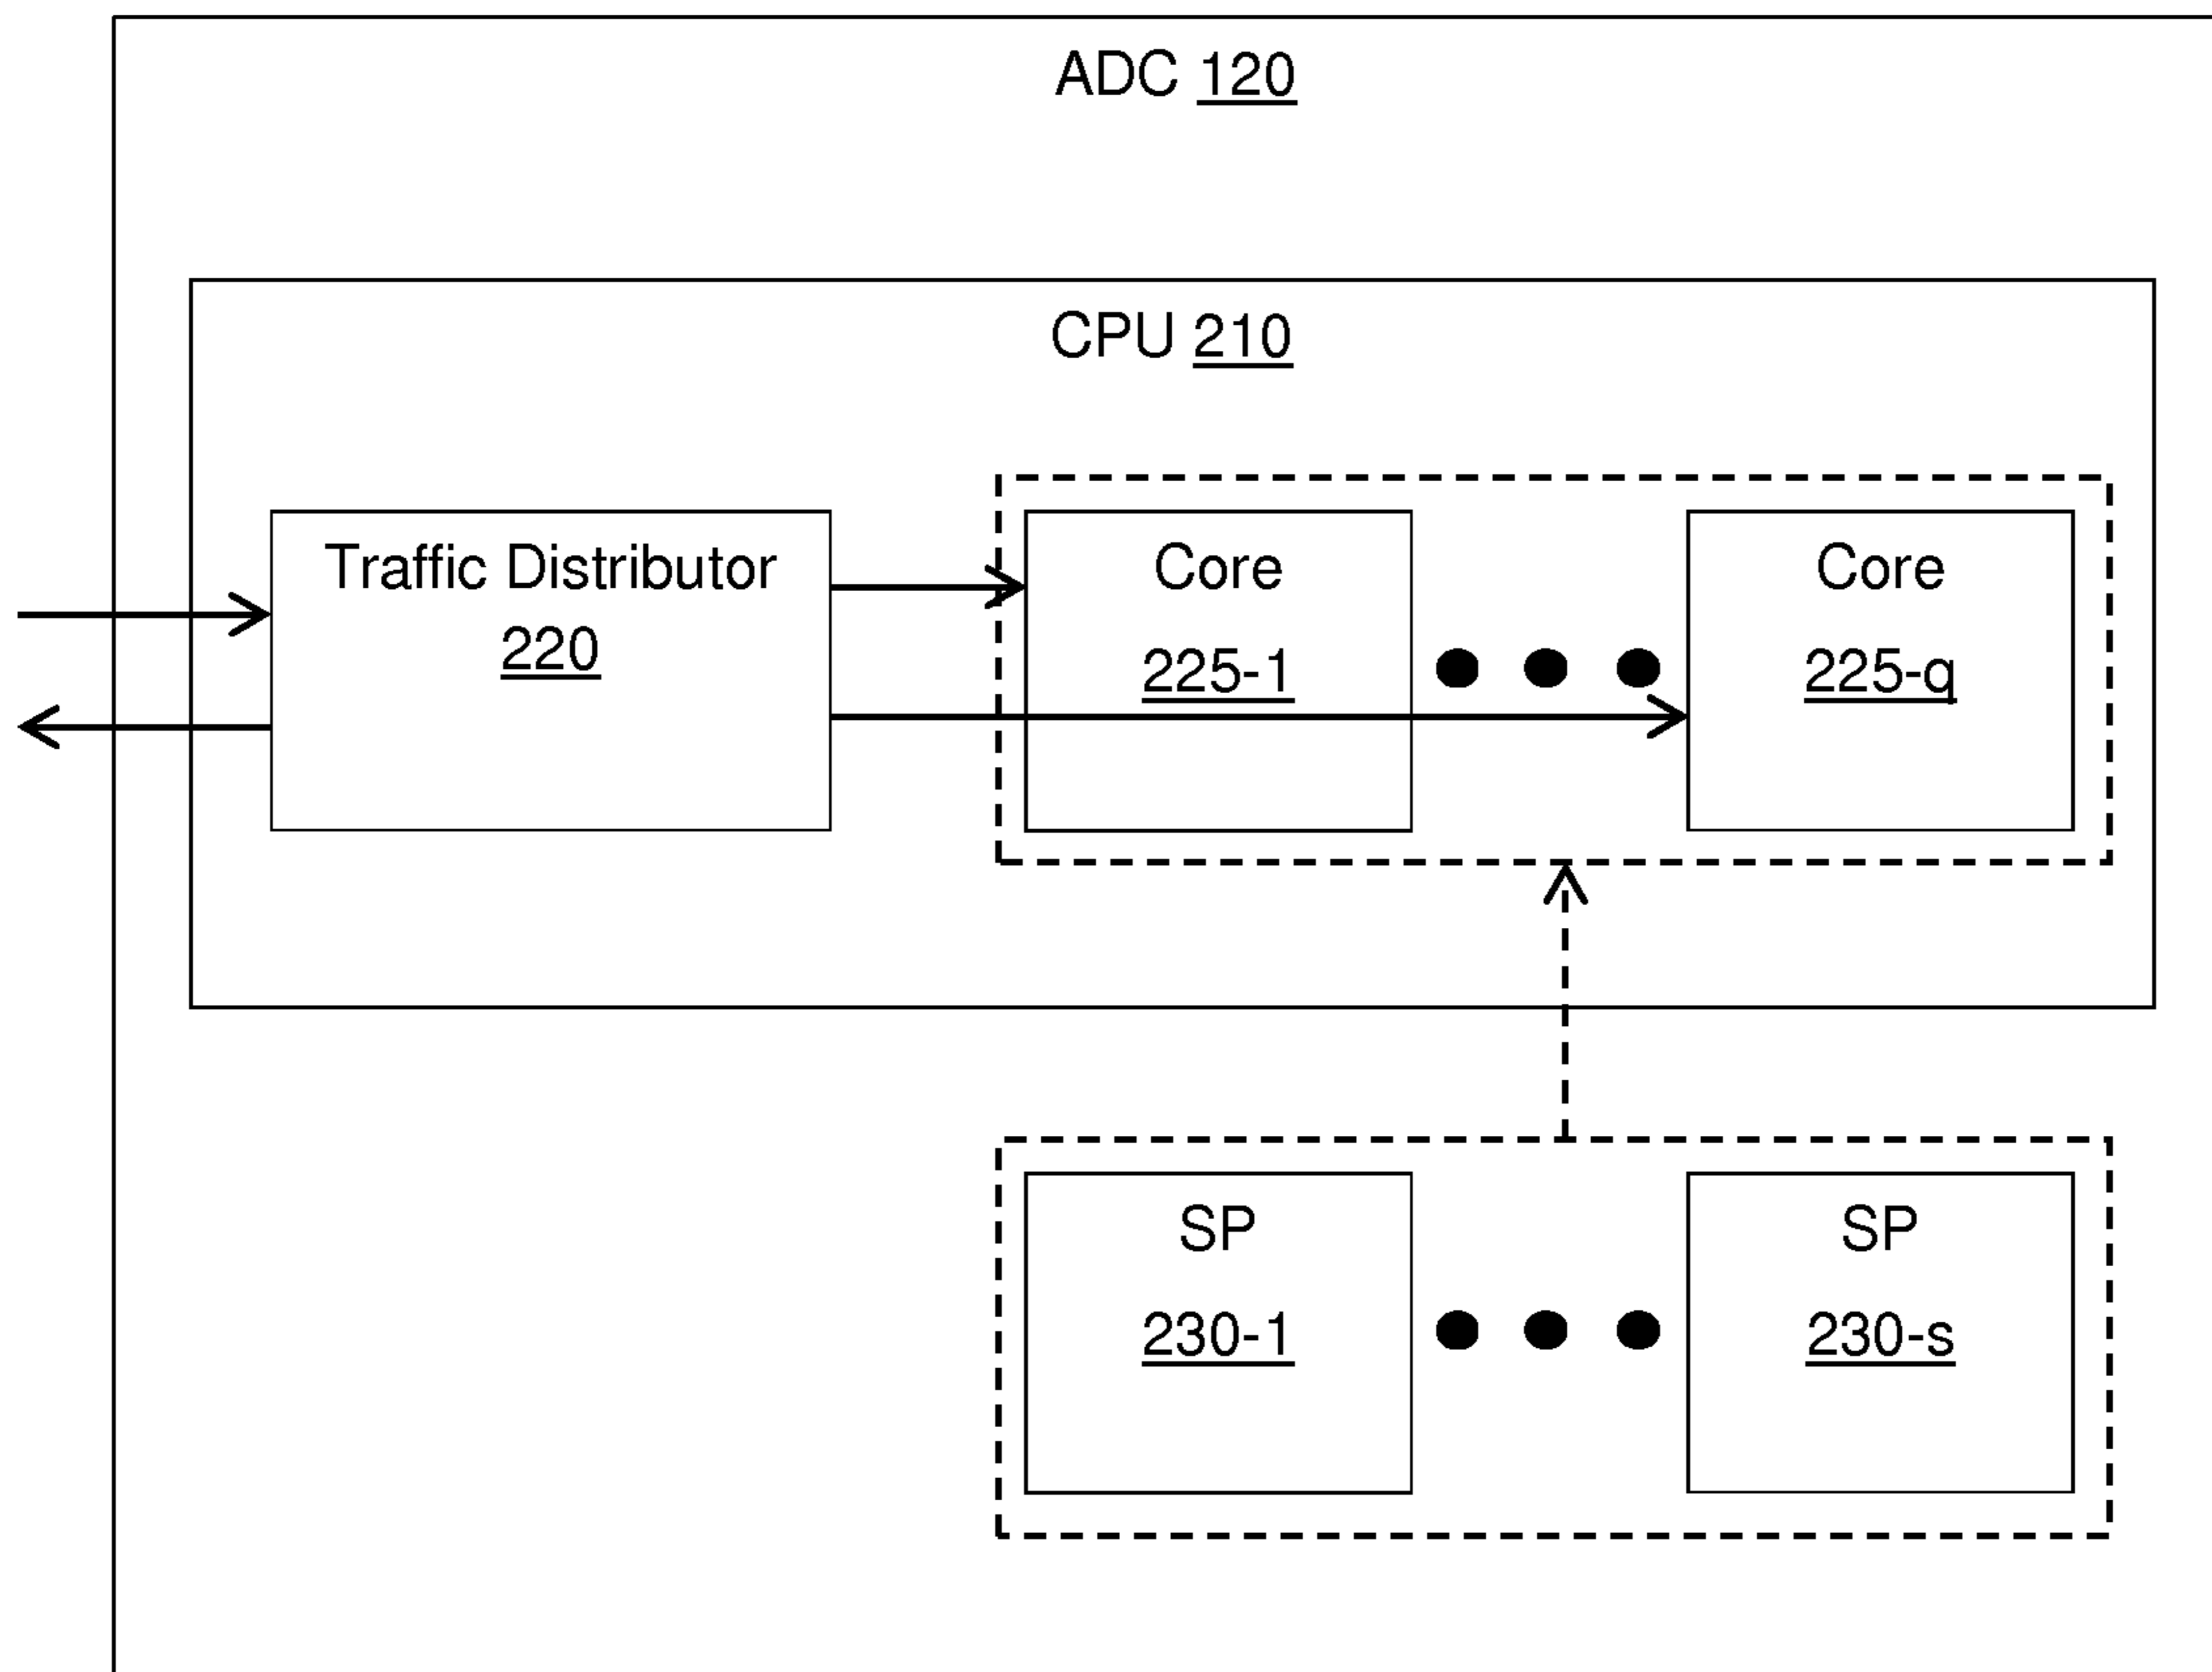 ADC 120
CPU 210
Traffic Distributor
220
Core
225-1
Core
225-q
SP
230-1
SP
230-s